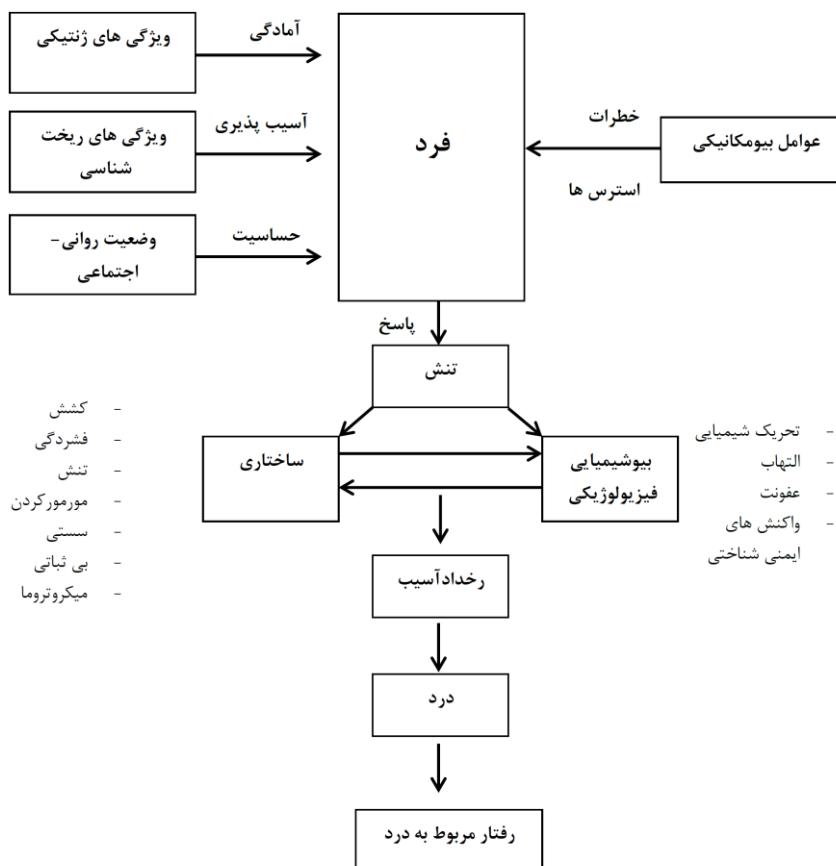 ویژگی های ژنتیکی
آمادگی
ویژگی های ریخت
شناسی
آسیب پذیری
وضعیت روانی-
اجتماعی
حساسیت
فرد
خطرات
استرس ها
عوامل بیومکانیکی
پاسخ
تنش
ساختاری
بیوشیمیایی
فیزیولوژیکی
- کشش
- فشردگی
- تنش
- مورمورکردن
- سستی
- بی ثباتی
- میکروتروما
- تحریک شیمیایی
- التهاب
- عفونت
- واکنش های
ایمنی شناختی
رخدادآسیب
درد
رفتار مربوط به درد